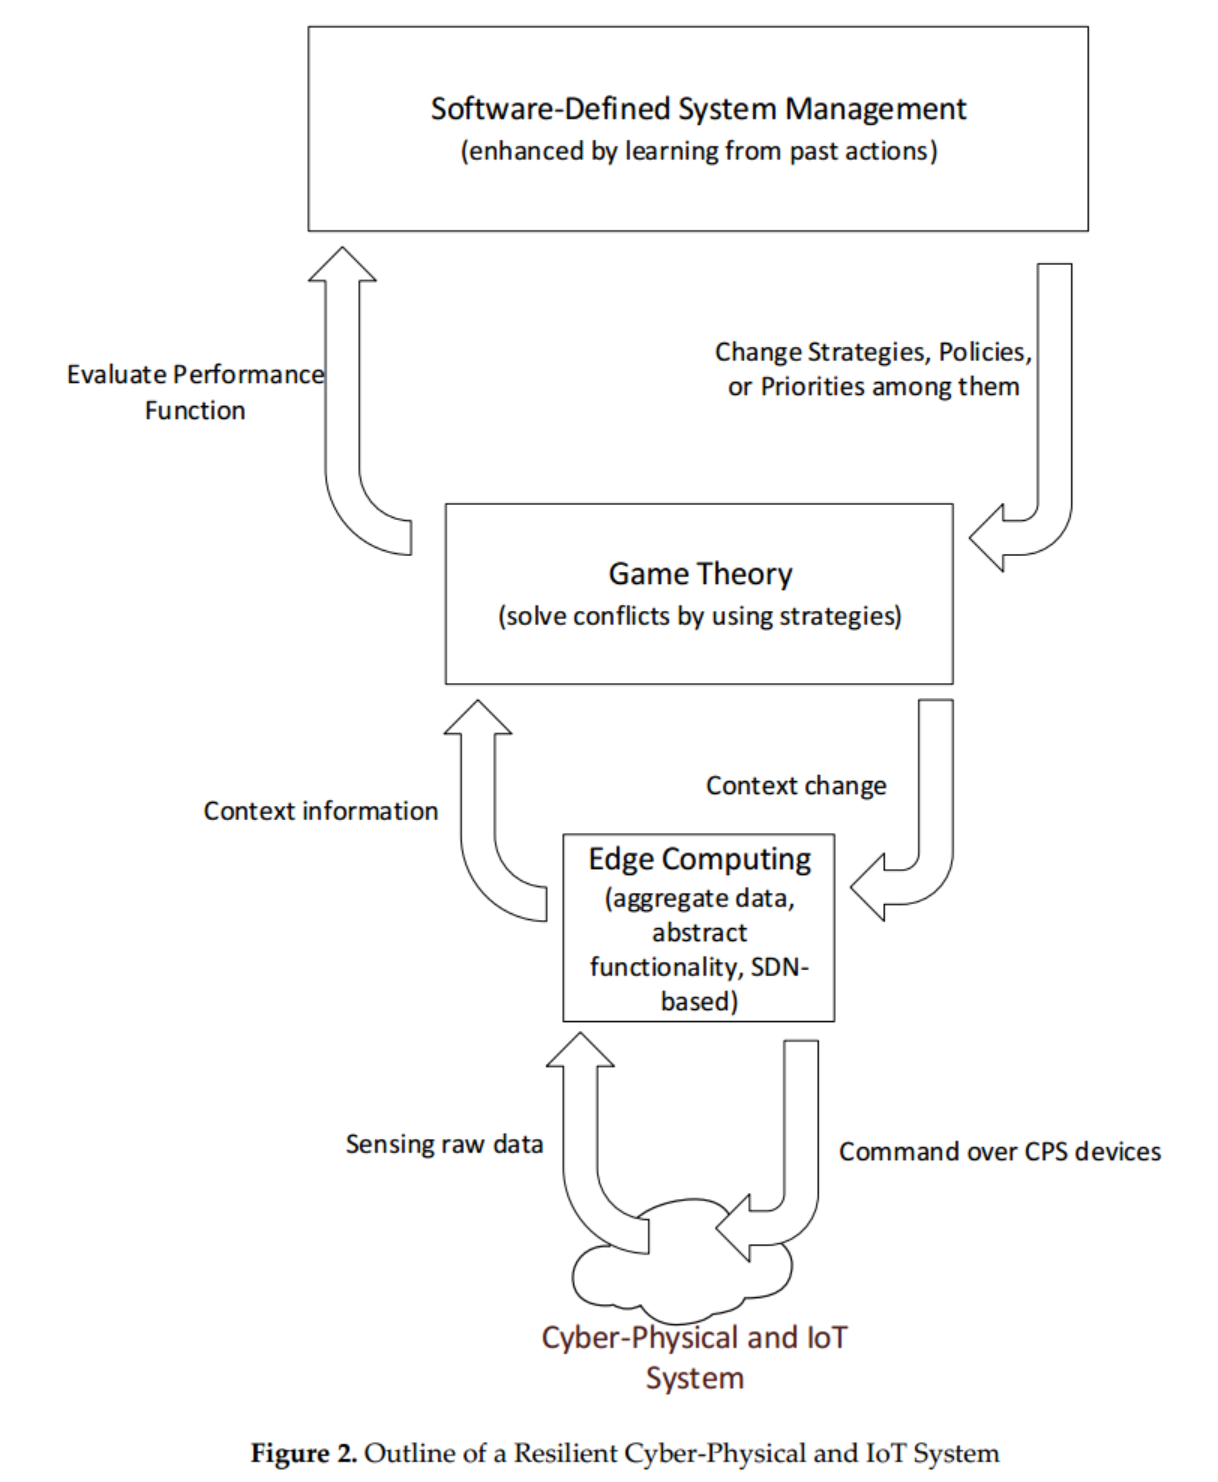 Software-Defined System Management
(enhanced by learning from past actions)
Evaluate Performance
Function
Change Strategies, Policies,
or Priorities among them
Game Theory
(solve conflicts by using strategies)
Context information
Context change
Edge Computing
(aggregate data,
abstract
functionality, SDN-
based)
Sensing raw data
Command over CPS devices
Cyber-Physical and IoT
System
Figure 2. Outline of a Resilient Cyber-Physical and IoT System